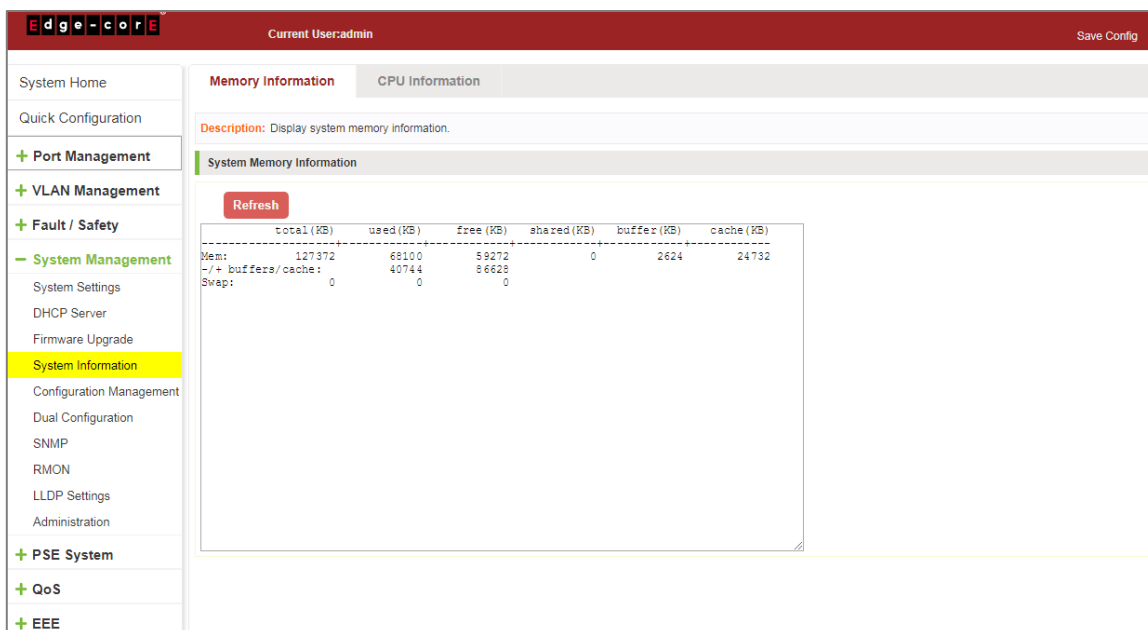 Edge-corE
Current User:admin
Save Config
System Home
Quick Configuration
+ Port Management
+ VLAN Management
+ Fault / Safety
− System Management
System Settings
DHCP Server
Firmware Upgrade
System Information
Configuration Management
Dual Configuration
SNMP
RMON
LLDP Settings
Administration
+ PSE System
+ QoS
+ EEE
Memory Information CPU Information
Description: Display system memory information.
System Memory Information
Refresh
total(KB) used(KB) free(KB) shared(KB) buffer(KB) cache(KB)
----------------------+--------------+--------------+--------------+--------------+--------------
Mem: 127372 68100 59272 0 2624 24732
-/+ buffers/cache: 40744 86628
Swap: 0 0 0